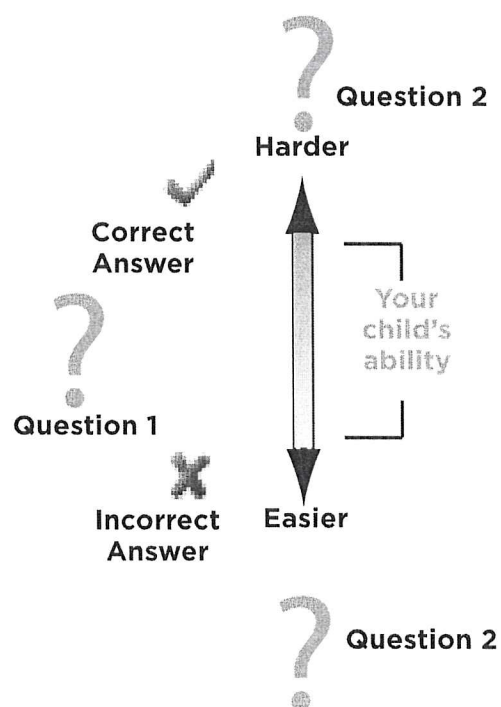 ?
Question 2
Harder
Correct
Answer
Your
child's
ability
?
Question 1
Incorrect
Answer
Easier
?
Question 2